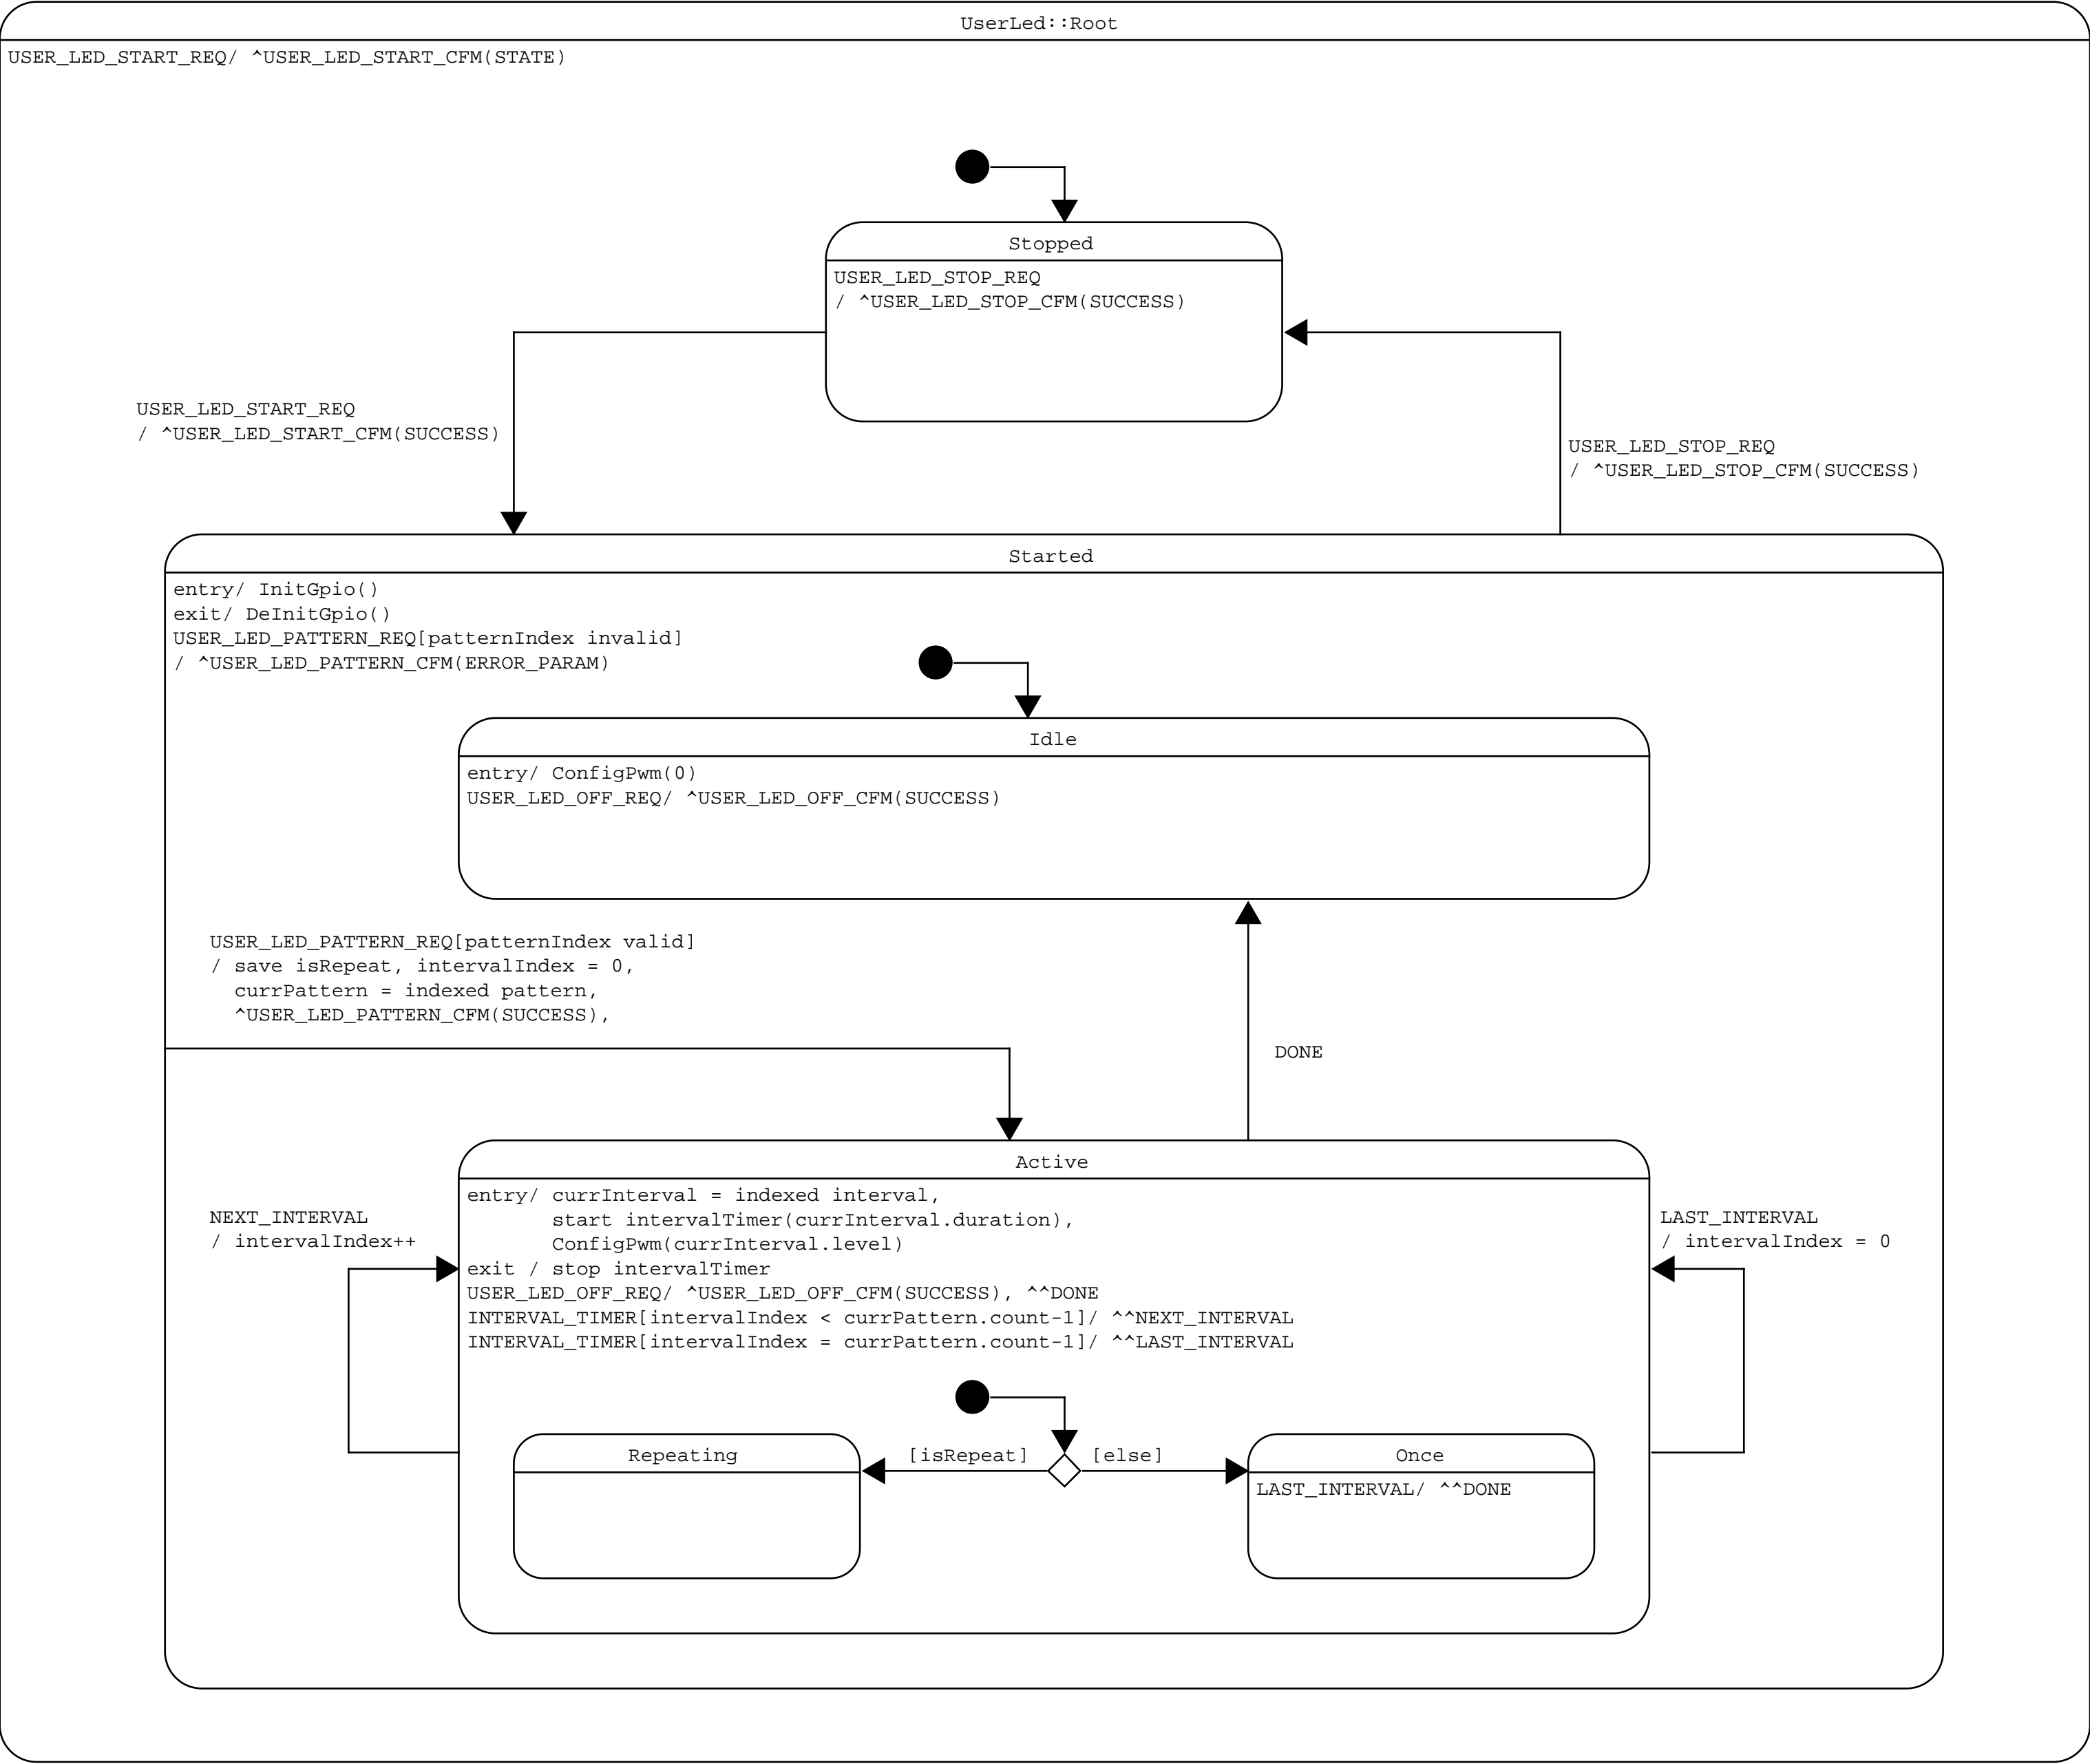 UserLed::Root
USER_LED_START_REQ/ ^USER_LED_START_CFM(STATE)
Stopped
USER_LED_STOP_REQ
/ ^USER_LED_STOP_CFM(SUCCESS)
USER_LED_START_REQ
/ ^USER_LED_START_CFM(SUCCESS)
USER_LED_STOP_REQ
/ ^USER_LED_STOP_CFM(SUCCESS)
Started
entry/ InitGpio()
exit/ DeInitGpio()
USER_LED_PATTERN_REQ[patternIndex invalid]
/ ^USER_LED_PATTERN_CFM(ERROR_PARAM)
Idle
entry/ ConfigPwm(0)
USER_LED_OFF_REQ/ ^USER_LED_OFF_CFM(SUCCESS)
USER_LED_PATTERN_REQ[patternIndex valid]
/ save isRepeat, intervalIndex = 0,
currPattern = indexed pattern,
^USER_LED_PATTERN_CFM(SUCCESS),
DONE
Active
entry/ currInterval = indexed interval,
start intervalTimer(currInterval.duration),
ConfigPwm(currInterval.level)
exit / stop intervalTimer
USER_LED_OFF_REQ/ ^USER_LED_OFF_CFM(SUCCESS), ^^DONE
INTERVAL_TIMER[intervalIndex < currPattern.count-1]/ ^^NEXT_INTERVAL
INTERVAL_TIMER[intervalIndex = currPattern.count-1]/ ^^LAST_INTERVAL
NEXT_INTERVAL
/ intervalIndex++
LAST_INTERVAL
/ intervalIndex = 0
Repeating
[isRepeat]
[else]
Once
LAST_INTERVAL/ ^^DONE